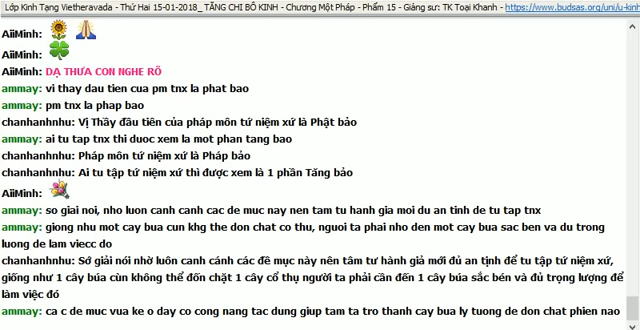 Lớp Kinh Tạng Vietheravada - Thứ Hai 15-01-2018_ TĂNG CHI BỘ KINH - Chương Một Pháp - Phẩm 15 - Giảng sư: TK Toại Khanh - https://www.budsas.org/uni/u-kinh
AiiMinh:
AiiMinh:
AiiMinh: DẠ THƯA CON NGHE RÕ
ammay: vi thay dau tien cua pm tnx la phat bao
ammay: pm tnx la phap bao
chanhanhnhu: Vị Thầy đầu tiên của pháp môn tứ niệm xứ là Phật bảo
ammay: ai tu tap tnx thi duoc xem la mot phan tang bao
chanhanhnhu: Pháp môn tứ niệm xứ là Pháp bảo
chanhanhnhu: Ai tu tập tứ niệm xứ thì được xem là 1 phần Tăng bảo
AiiMinh:
ammay: so giai noi, nho luon canh canh cac de muc nay nen tam tu hanh gia moi du an tinh de tu tap tnx
ammay: giong nhu mot cay bua cun khg the don chat co thu, nguoi ta phai nho den mot cay bua sac ben va du trong
luong de lam viecc do
chanhanhnhu: Sớ giải nói nhờ luôn canh cánh các đề mục này nên tâm tư hành giả mới đủ an tịnh để tu tập tứ niệm xứ,
giống như 1 cây búa cùn không thể đốn chặt 1 cây cổ thụ người ta phải cần đến 1 cây búa sắc bén và đủ trọng lượng để
làm việc đó
ammay: ca c de muc vua ke o day co cong nang tac dung giup tam ta tro thanh cay bua ly tuong de don chat phien nao